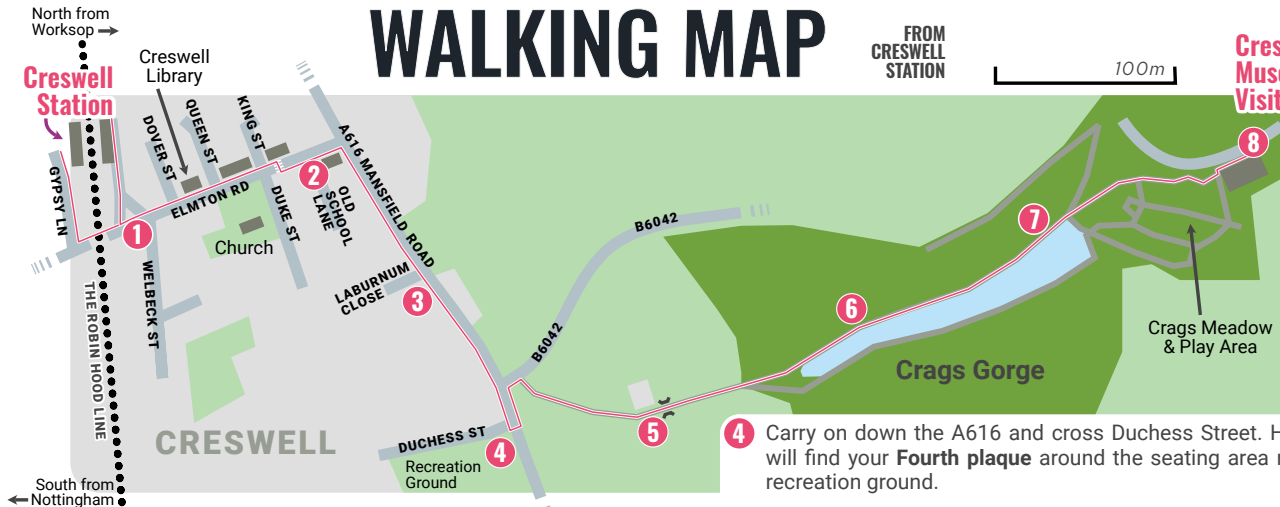 North from
Worksop
WALKING MAP
FROM
CRESWELL
STATION
100m
Cres
Muse
Visit
Creswell
Station
Creswell
Library
GYPSY LN
DOVER ST
QUEEN ST
KING ST
ELMTON RD
A616 MANSFIELD ROAD
OLD
SCHOOL
LANE
DUKE ST
Church
WELBECK ST
THE ROBIN HOOD LINE
LABURNUM
CLOSE
B6042
B6042
1
2
3
4
5
6
7
8
Crags Meadow
& Play Area
Crags Gorge
CRESWELL
DUCHESS ST
Recreation
Ground
South from
Nottingham
4 Carry on down the A616 and cross Duchess Street. H
will find your Fourth plaque around the seating area
recreation ground.